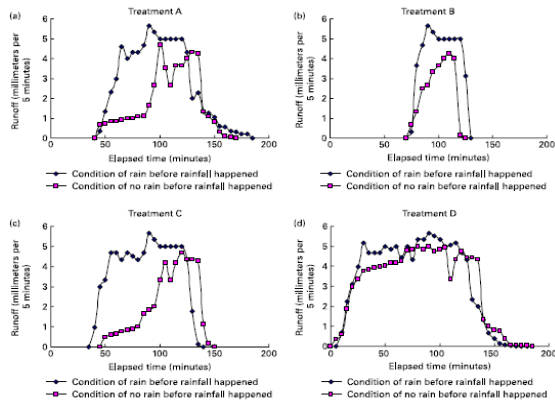 (a)
Treatment A
Runoff (millimeters per
5 minutes)
6
5
4
3
2
1
0
0
50
100
150
200
Elapsed time (minutes)
Condition of rain before rainfall happened
Condition of no rain before rainfall happened
(b)
Treatment B
Runoff (millimeters per
5 minutes)
6
5
4
3
2
1
0
0
50
100
150
200
Elapsed time (minutes)
Condition of rain before rainfall happened
Condition of no rain before rainfall happened
(c)
Treatment C
Runoff (millimeters per
5 minutes)
6
5
4
3
2
1
0
0
50
100
150
200
Elapsed time (minutes)
Condition of rain before rainfall happened
Condition of no rain before rainfall happened
(d)
Treatment D
Runoff (millimeters per
5 minutes)
6
5
4
3
2
1
0
0
50
100
150
200
Elapsed time (minutes)
Condition of rain before rainfall happened
Condition of no rain before rainfall happened